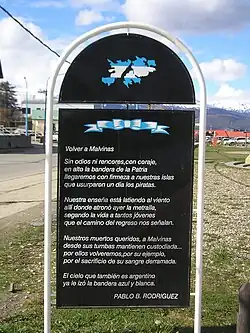 Volver a Malvinas
Sin odios ni rencores,con coraje,
en alto la bandera de la Patria
llegaremos con firmeza a nuestras islas
que usurparon un día los piratas.
Nuestra enseña está latiendo al viento
allí donde atronó ayer la metralla,
segando la vida a tantos jóvenes
que el camino del regreso nos señalan.
Nuestros muertos queridos, a Malvinas
desde sus tumbas mantienen custodiada...
por ellos volveremos,por su ejemplo,
por el sacrificio de su sangre derramada.
El cielo que también es argentino
ya le izó la bandera azul y blanca.
PABLO B. RODRIGUEZ